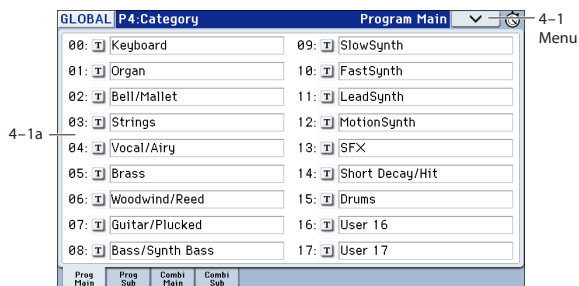 GLOBAL P4:Category Program Main
4–1
Menu
4–1a
00: T Keyboard
01: T Organ
02: T Bell/Mallet
03: T Strings
04: T Vocal/Airy
05: T Brass
06: T Woodwind/Reed
07: T Guitar/Plucked
08: T Bass/Synth Bass
09: T SlowSynth
10: T FastSynth
11: T LeadSynth
12: T MotionSynth
13: T SFX
14: T Short Decay/Hit
15: T Drums
16: T User 16
17: T User 17
Prog Main
Prog Sub
Combi Main
Combi Sub